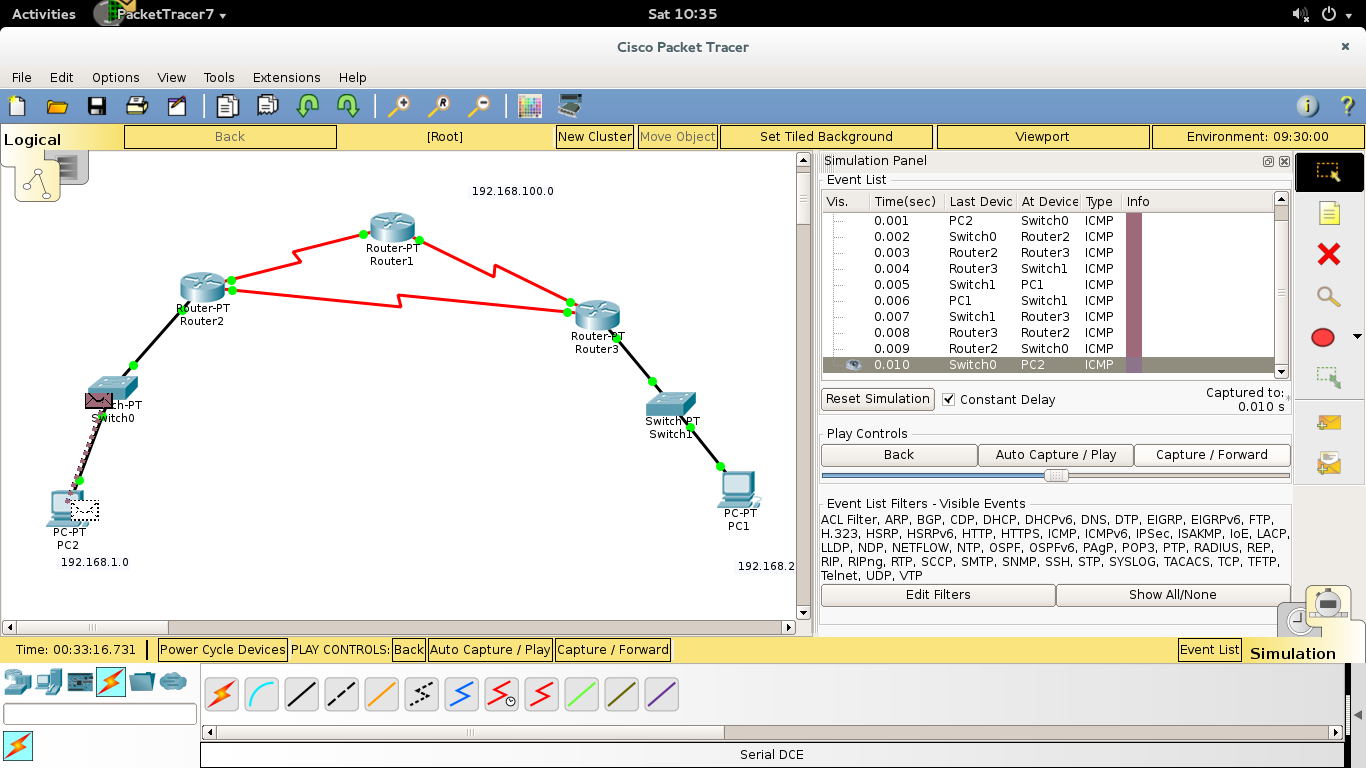 Activities PacketTracer7 Sat 10:35
Cisco Packet Tracer
File Edit Options View Tools Extensions Help
Logical Back [Root] New Cluster Move Object Set Tiled Background Viewport Environment: 09:30:00
192.168.100.0
Router-PT
Router1
Router-PT
Router2
Router-PT
Router3
Switch0
Switch-PT
Switch1
PC-PT
PC2
192.168.1.0
PC-PT
PC1
192.168.2
Simulation Panel
Event List
Vis. Time(sec) Last Devic At Device Type Info
0.001 PC2 Switch0 ICMP
0.002 Switch0 Router2 ICMP
0.003 Router2 Router3 ICMP
0.004 Router3 Switch1 ICMP
0.005 Switch1 PC1 ICMP
0.006 PC1 Switch1 ICMP
0.007 Switch1 Router3 ICMP
0.008 Router3 Router2 ICMP
0.009 Router2 Switch0 ICMP
0.010 Switch0 PC2 ICMP
Reset Simulation Constant Delay Captured to:
0.010 s
Play Controls
Back Auto Capture / Play Capture / Forward
Event List Filters - Visible Events
ACL Filter, ARP, BGP, CDP, DHCP, DHCPv6, DNS, DTP, EIGRP, EIGRPv6, FTP,
H.323, HSRP, HSRPv6, HTTP, HTTPS, ICMP, ICMPv6, IPSec, ISAKMP, IoE, LACP,
LLDP, NDP, NETFLOW, NTP, OSPF, OSPFv6, PAgP, POP3, PTP, RADIUS, REP,
RIP, RIPng, RTP, SCCP, SMTP, SNMP, SSH, STP, SYSLOG, TACACS, TCP, TFTP,
Telnet, UDP, VTP
Edit Filters Show All/None
Time: 00:33:16.731 Power Cycle Devices PLAY CONTROLS: Back Auto Capture / Play Capture / Forward Event List Simulation
Serial DCE